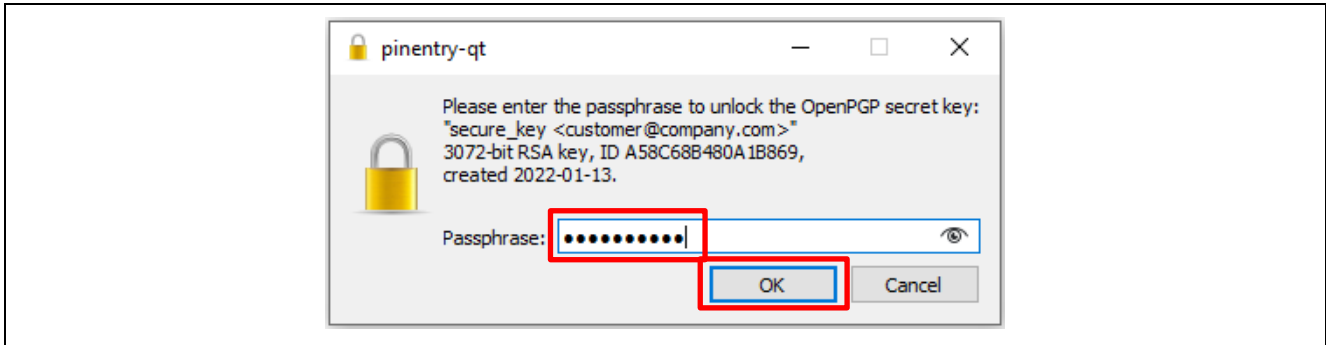 pinentry-qt
Please enter the passphrase to unlock the OpenPGP secret key:
"secure_key <customer@company.com>"
3072-bit RSA key, ID A58C68B480A1B869,
created 2022-01-13.
Passphrase: ●●●●●●●●●●
OK Cancel